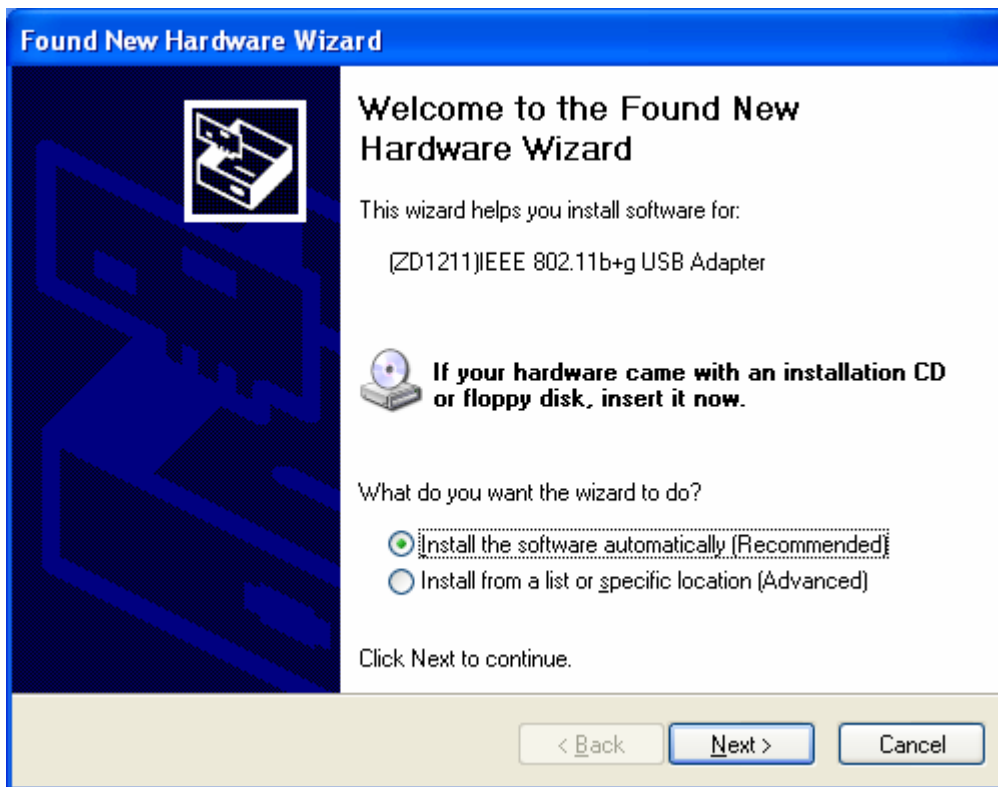 Found New Hardware Wizard
Welcome to the Found New
Hardware Wizard
This wizard helps you install software for:
(ZD1211)IEEE 802.11b+g USB Adapter
If your hardware came with an installation CD
or floppy disk, insert it now.
What do you want the wizard to do?
Install the software automatically (Recommended)
Install from a list or specific location (Advanced)
Click Next to continue.
< Back Next > Cancel